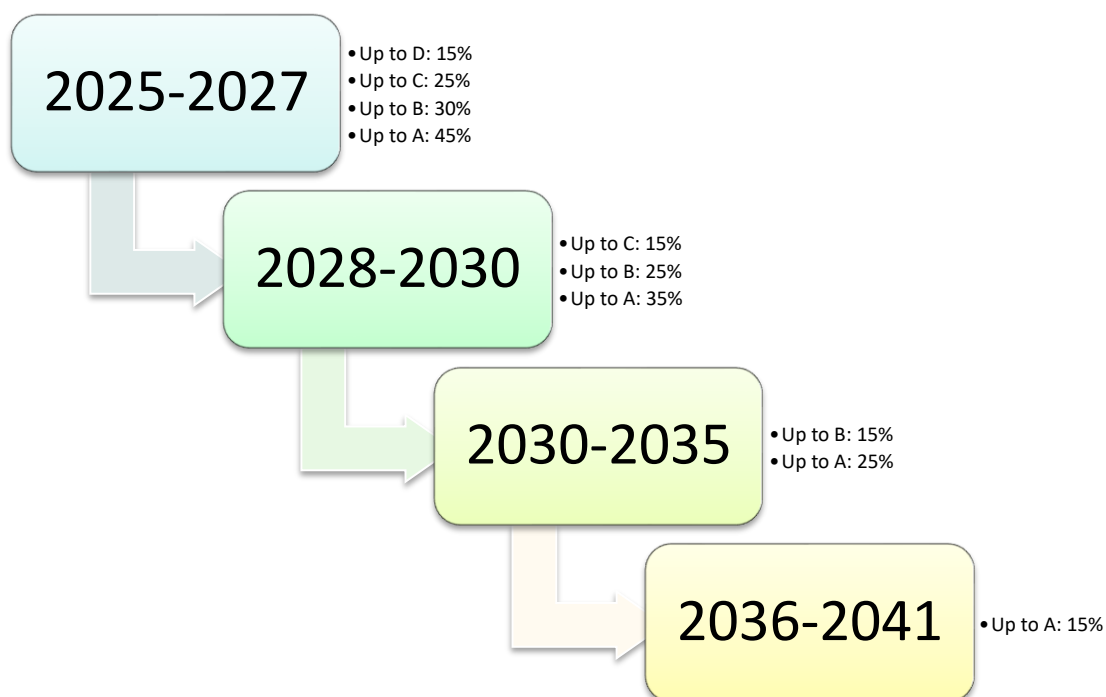 2025-2027
•Up to D: 15%
•Up to C: 25%
•Up to B: 30%
•Up to A: 45%
2028-2030
•Up to C: 15%
•Up to B: 25%
•Up to A: 35%
2030-2035
•Up to B: 15%
•Up to A: 25%
2036-2041
•Up to A: 15%